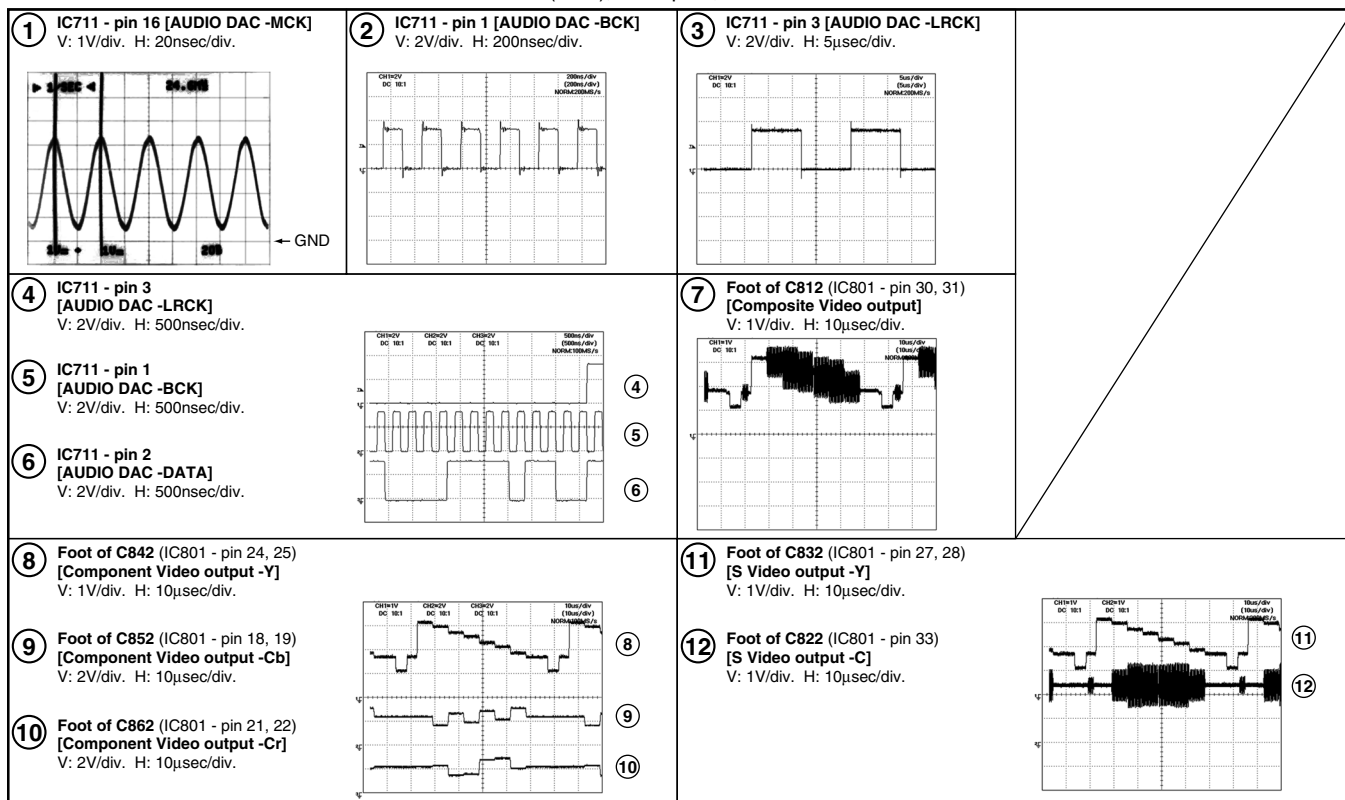 1 IC711 - pin 16 [AUDIO DAC -MCK]
V: 1V/div. H: 20nsec/div.
← GND
2 IC711 - pin 1 [AUDIO DAC -BCK]
V: 2V/div. H: 200nsec/div.
CH1=2V 200ns/div
DC 10:1 (200ns/div)
NORM:200MS/s
3 IC711 - pin 3 [AUDIO DAC -LRCK]
V: 2V/div. H: 5μsec/div.
CH1=2V 5us/div
DC 10:1 (5us/div)
NORM:200MS/s
4 IC711 - pin 3
[AUDIO DAC -LRCK]
V: 2V/div. H: 500nsec/div.
5 IC711 - pin 1
[AUDIO DAC -BCK]
V: 2V/div. H: 500nsec/div.
6 IC711 - pin 2
[AUDIO DAC -DATA]
V: 2V/div. H: 500nsec/div.
CH1=2V CH2=2V CH3=2V 500ns/div
DC 10:1 DC 10:1 DC 10:1 (500ns/div)
NORM:100MS/s
4
5
6
7 Foot of C812 (IC801 - pin 30, 31)
[Composite Video output]
V: 1V/div. H: 10μsec/div.
CH1=1V 10us/div
DC 10:1 (10us/div)
8 Foot of C842 (IC801 - pin 24, 25)
[Component Video output -Y]
V: 1V/div. H: 10μsec/div.
9 Foot of C852 (IC801 - pin 18, 19)
[Component Video output -Cb]
V: 2V/div. H: 10μsec/div.
10 Foot of C862 (IC801 - pin 21, 22)
[Component Video output -Cr]
V: 2V/div. H: 10μsec/div.
CH1=1V CH2=2V CH3=2V 10us/div
DC 10:1 DC 10:1 DC 10:1 (10us/div)
8
9
10
11 Foot of C832 (IC801 - pin 27, 28)
[S Video output -Y]
V: 1V/div. H: 10μsec/div.
12 Foot of C822 (IC801 - pin 33)
[S Video output -C]
V: 1V/div. H: 10μsec/div.
CH1=1V CH2=1V 10us/div
DC 10:1 DC 10:1 (10us/div)
11
12